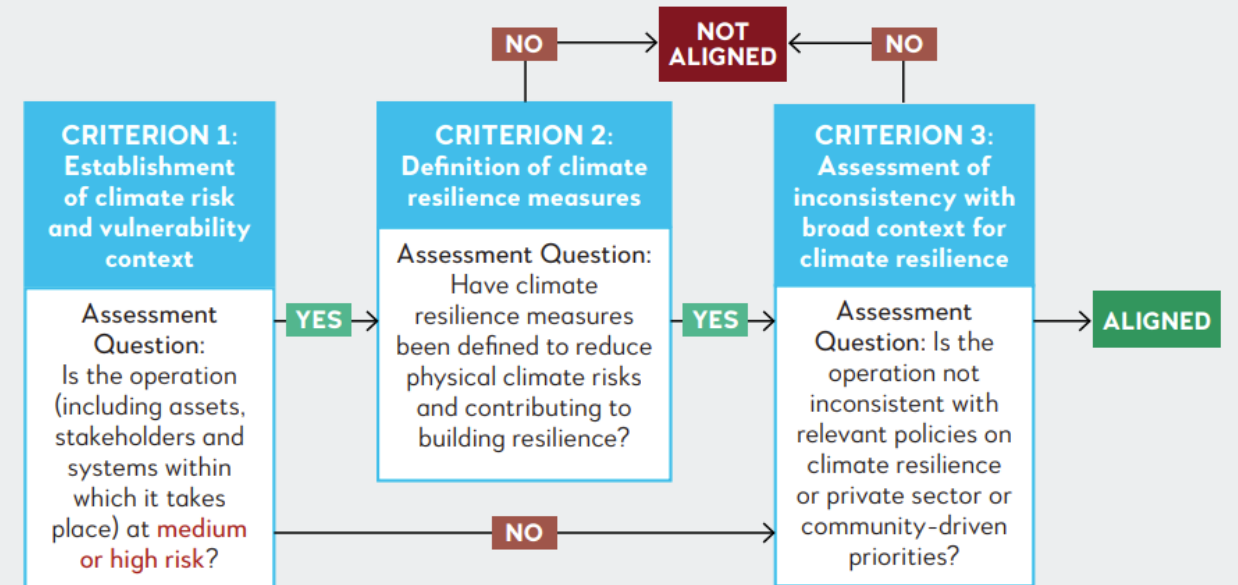 NO
NOT
ALIGNED
NO
CRITERION 1:
Establishment
of climate risk
and vulnerability
context
Assessment
Question:
Is the operation
(including assets,
stakeholders and
systems within
which it takes
place) at medium
or high risk?
YES
CRITERION 2:
Definition of climate
resilience measures
Assessment Question:
Have climate
resilience measures
been defined to reduce
physical climate risks
and contributing to
building resilience?
YES
NO
CRITERION 3:
Assessment of
inconsistency with
broad context for
climate resilience
Assessment
Question: Is the
operation not
inconsistent with
relevant policies on
climate resilience
or private sector or
community-driven
priorities?
ALIGNED